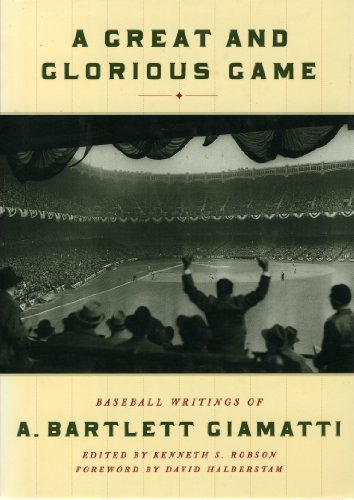 A GREAT AND
GLORIOUS GAME
BASEBALL WRITINGS OF
A. BARTLETT GIAMATTI
EDITED BY KENNETH S. ROBSON
FOREWORD BY DAVID HALBERSTAM